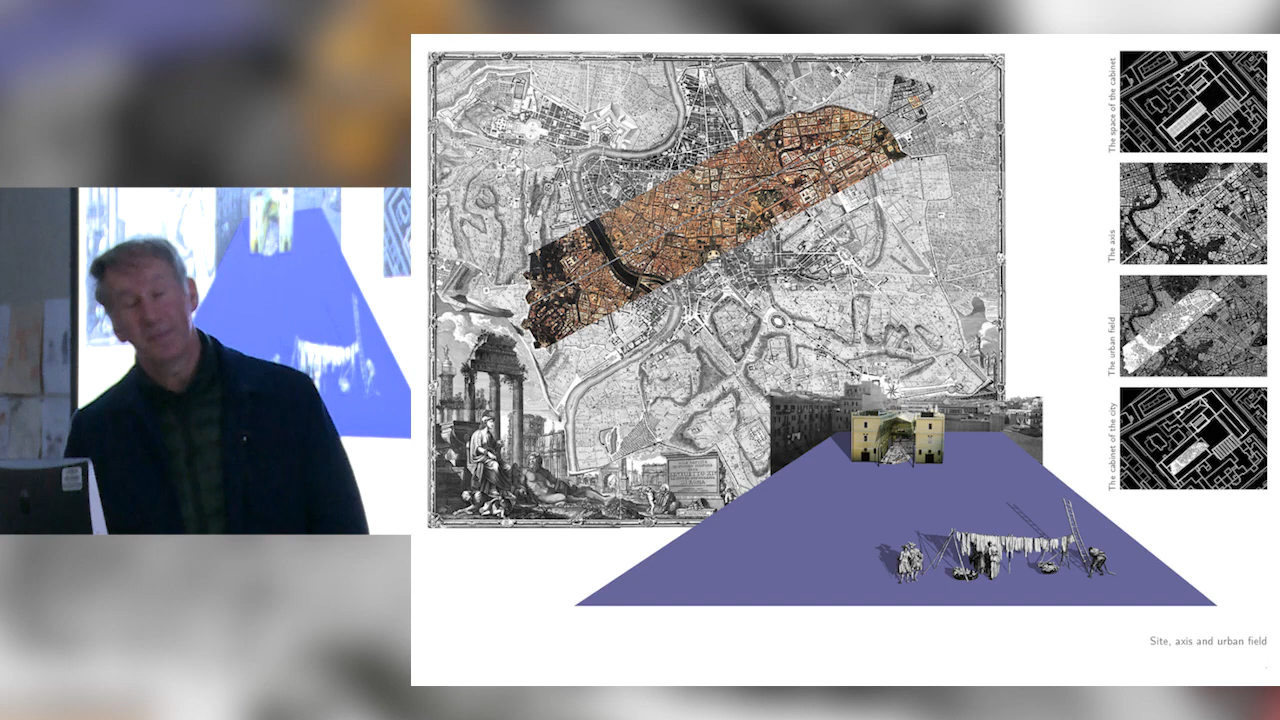 The space of the cabinet
The axis
The urban field
The cabinet of the city
Site, axis and urban field